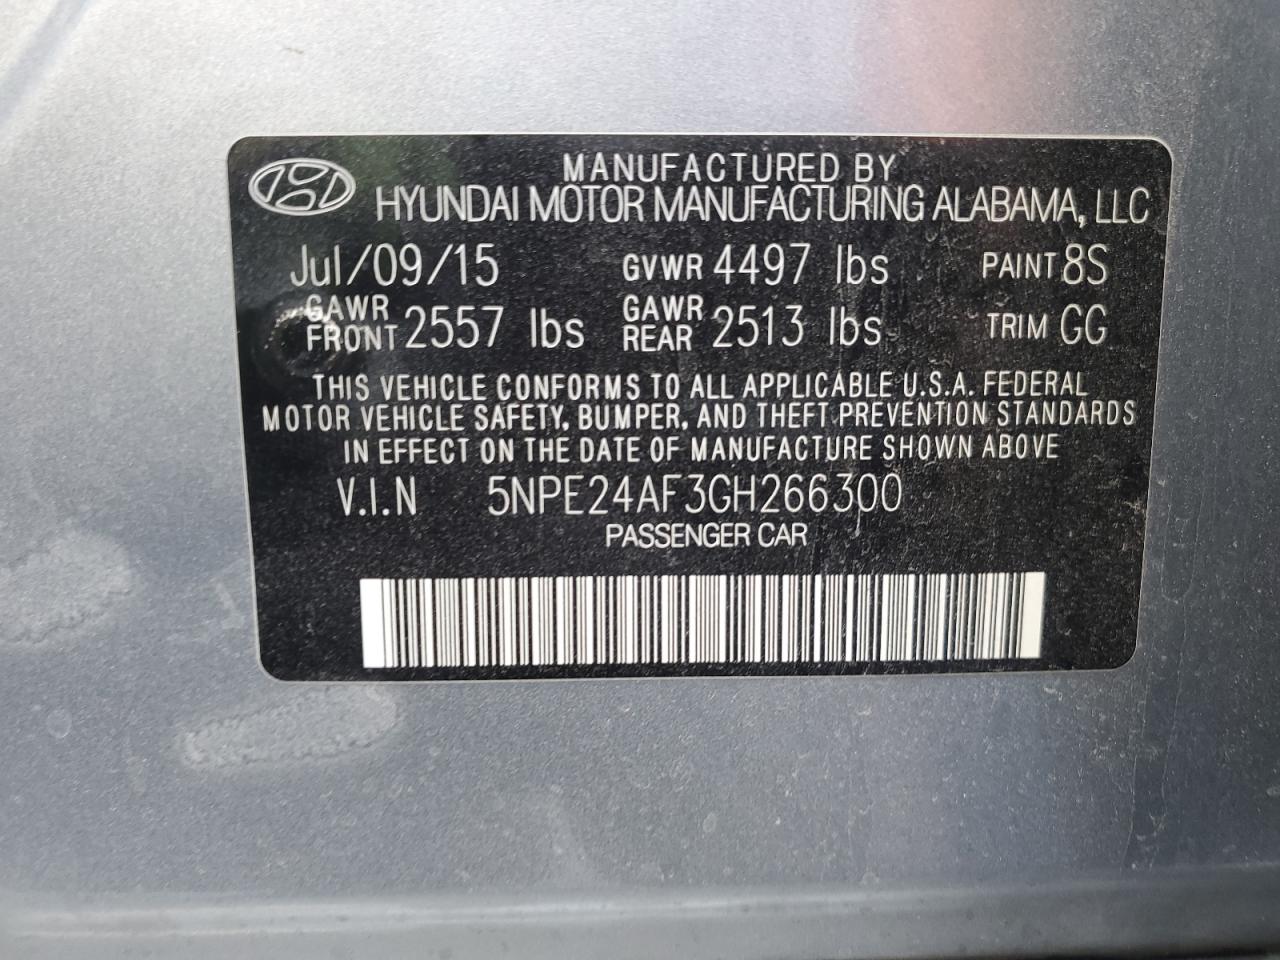 MANUFACTURED BY
HYUNDAI MOTOR MANUFACTURING ALABAMA, LLC
Jul/09/15 GVWR 4497 lbs PAINT 8S
GAWR FRONT 2557 lbs GAWR REAR 2513 lbs TRIM GG
THIS VEHICLE CONFORMS TO ALL APPLICABLE U.S.A. FEDERAL
MOTOR VEHICLE SAFETY, BUMPER, AND THEFT PREVENTION STANDARDS
IN EFFECT ON THE DATE OF MANUFACTURE SHOWN ABOVE
V.I.N 5NPE24AF3GH266300
PASSENGER CAR